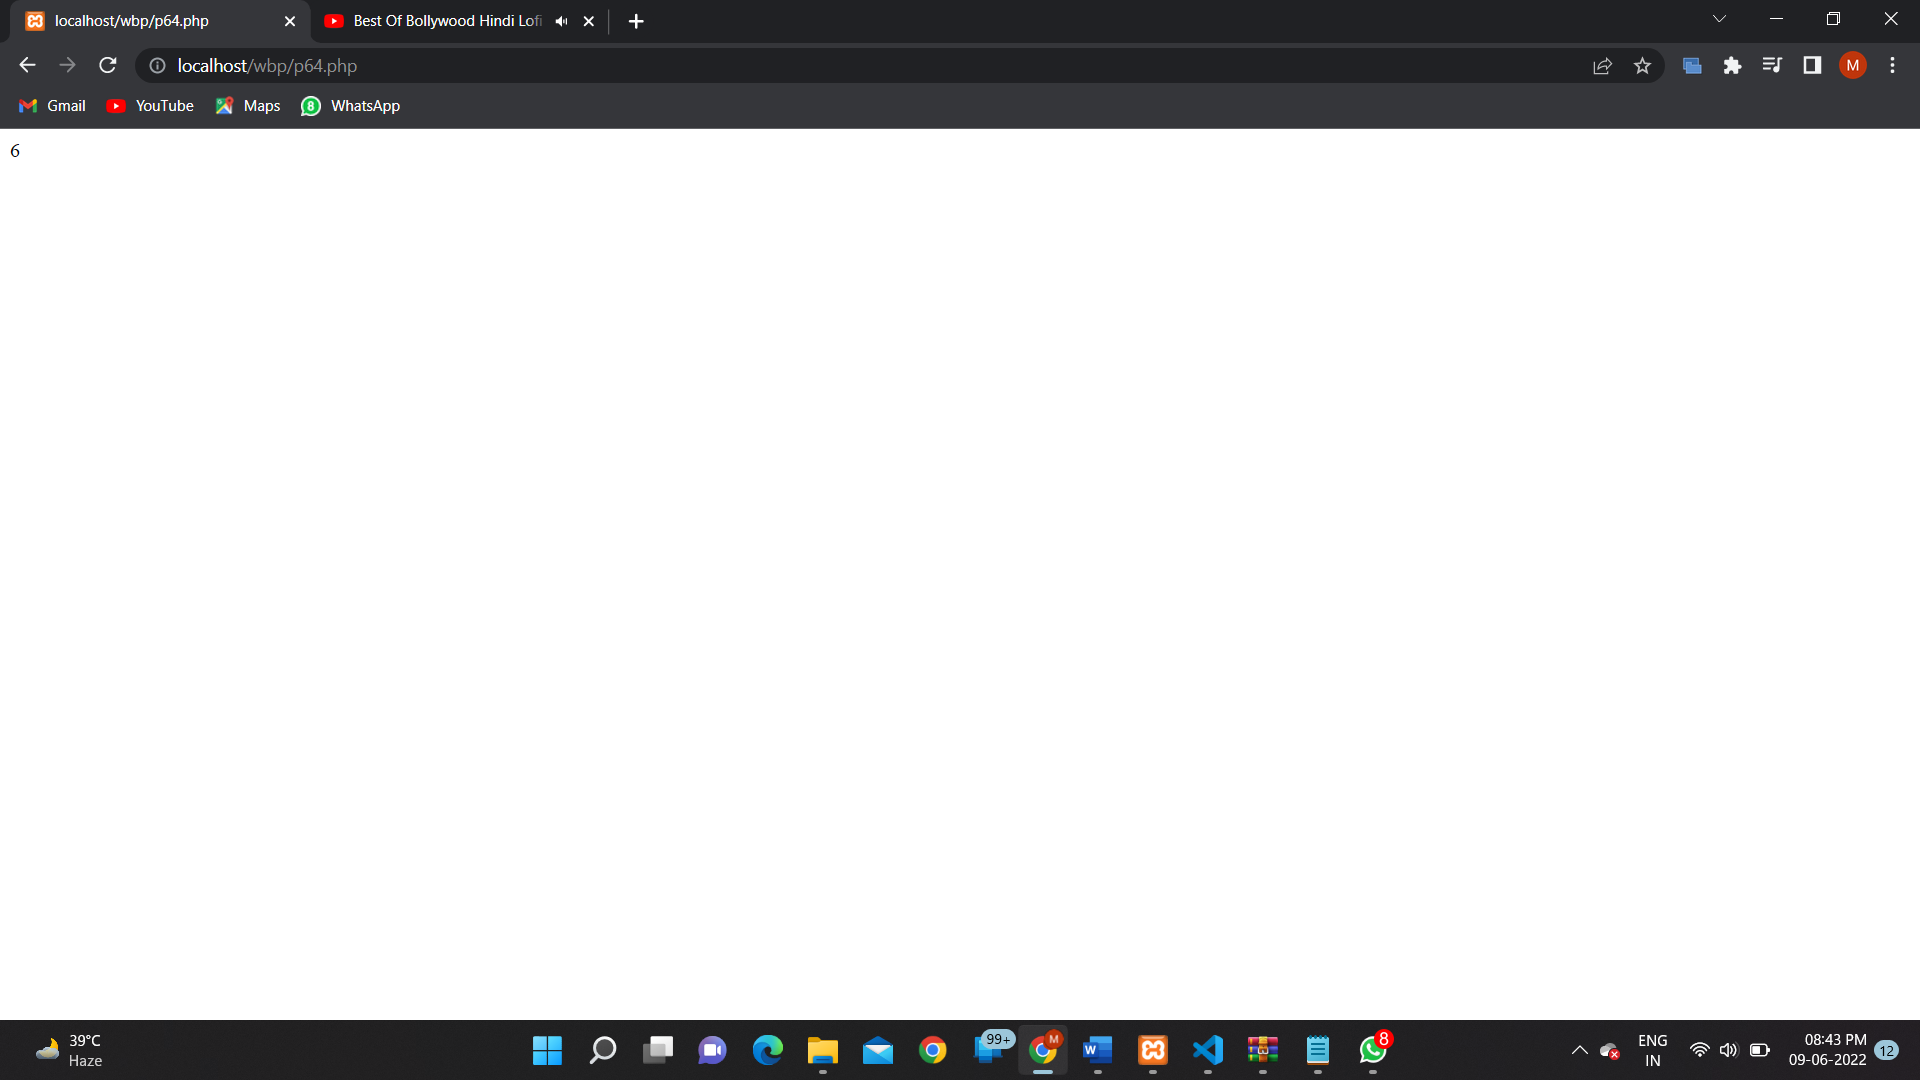 localhost/wbp/p64.php
Best Of Bollywood Hindi Lofi
localhost/wbp/p64.php
M
Gmail
YouTube
Maps
8
WhatsApp
6
39°C
Haze
99+
M
W
8
ENG
IN
08:43 PM
09-06-2022
12